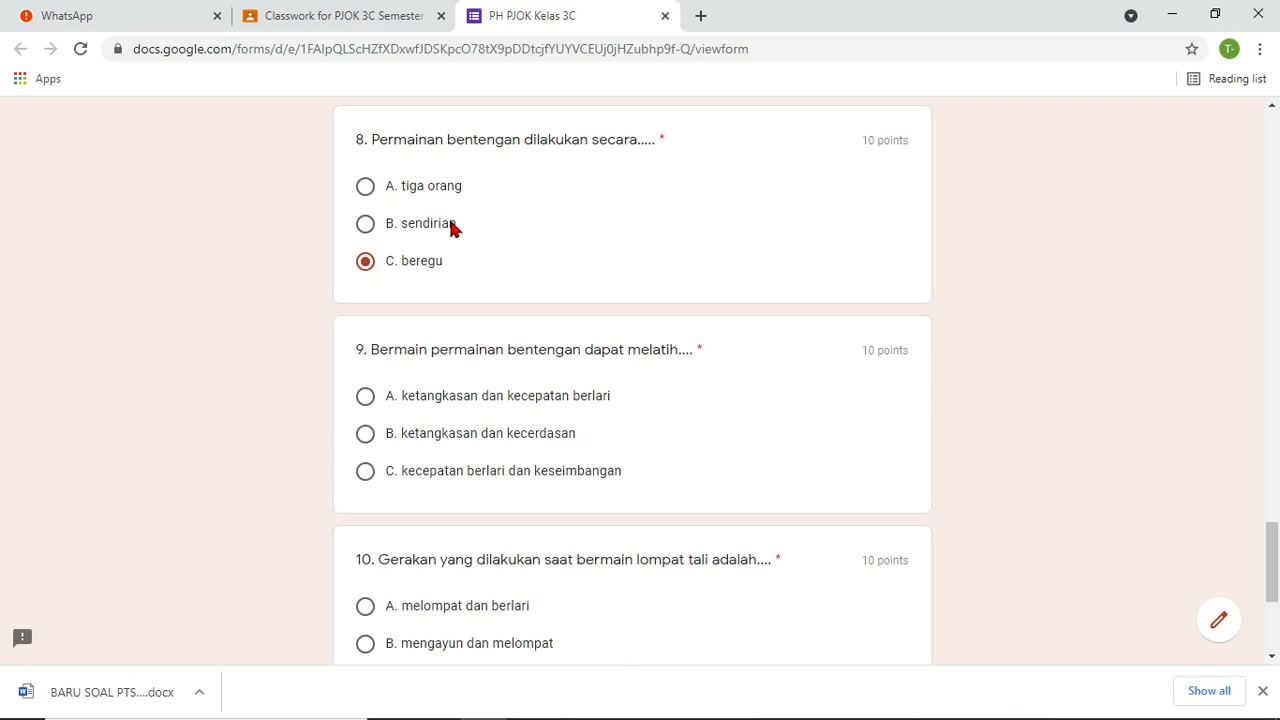 WhatsApp
Classwork for PJOK 3C Semester
PH PJOK Kelas 3C
docs.google.com/forms/d/e/1FAIpQLScHZfXDxwfJDSKpcO78tX9pDDtcjfYUYVCEUj0jHZubhp9f-Q/viewform
T-
Apps
Reading list
8. Permainan bentengan dilakukan secara..... *
10 points
A. tiga orang
B. sendirian
C. beregu
9. Bermain permainan bentengan dapat melatih.... *
10 points
A. ketangkasan dan kecepatan berlari
B. ketangkasan dan kecerdasan
C. kecepatan berlari dan keseimbangan
10. Gerakan yang dilakukan saat bermain lompat tali adalah.... *
10 points
A. melompat dan berlari
B. mengayun dan melompat
BARU SOAL PTS....docx
Show all